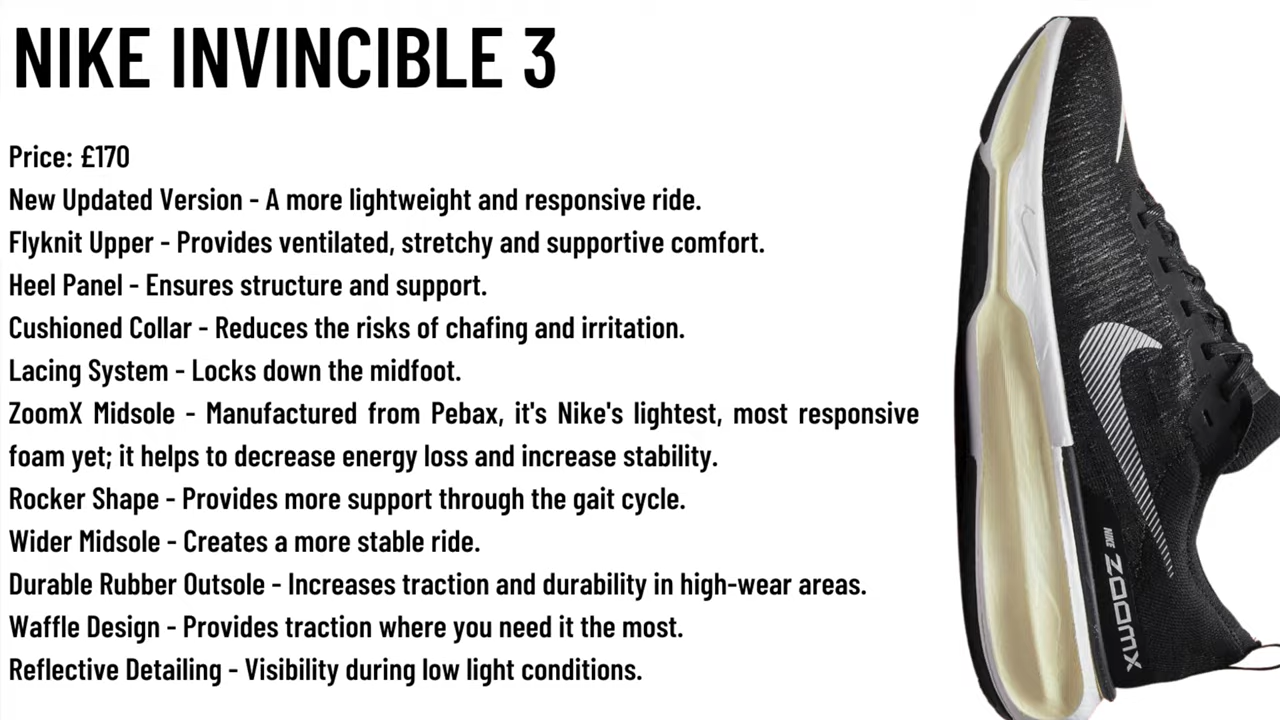 NIKE INVINCIBLE 3
Price: £170
New Updated Version - A more lightweight and responsive ride.
Flyknit Upper - Provides ventilated, stretchy and supportive comfort.
Heel Panel - Ensures structure and support.
Cushioned Collar - Reduces the risks of chafing and irritation.
Lacing System - Locks down the midfoot.
ZoomX Midsole - Manufactured from Pebax, it's Nike's lightest, most responsive
foam yet; it helps to decrease energy loss and increase stability.
Rocker Shape - Provides more support through the gait cycle.
Wider Midsole - Creates a more stable ride.
Durable Rubber Outsole - Increases traction and durability in high-wear areas.
Waffle Design - Provides traction where you need it the most.
Reflective Detailing - Visibility during low light conditions.
NIKE ZOOMX